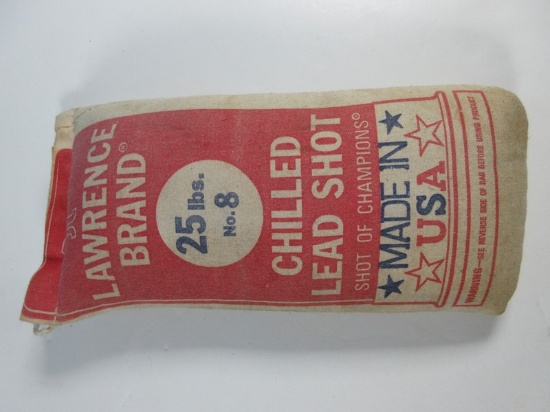 LAWRENCE
BRAND®
25 lbs.
No. 8
CHILLED
LEAD SHOT
SHOT OF CHAMPIONS®
MADE IN
USA
WARNING—SEE REVERSE SIDE OF BAG BEFORE USING PRODUCT